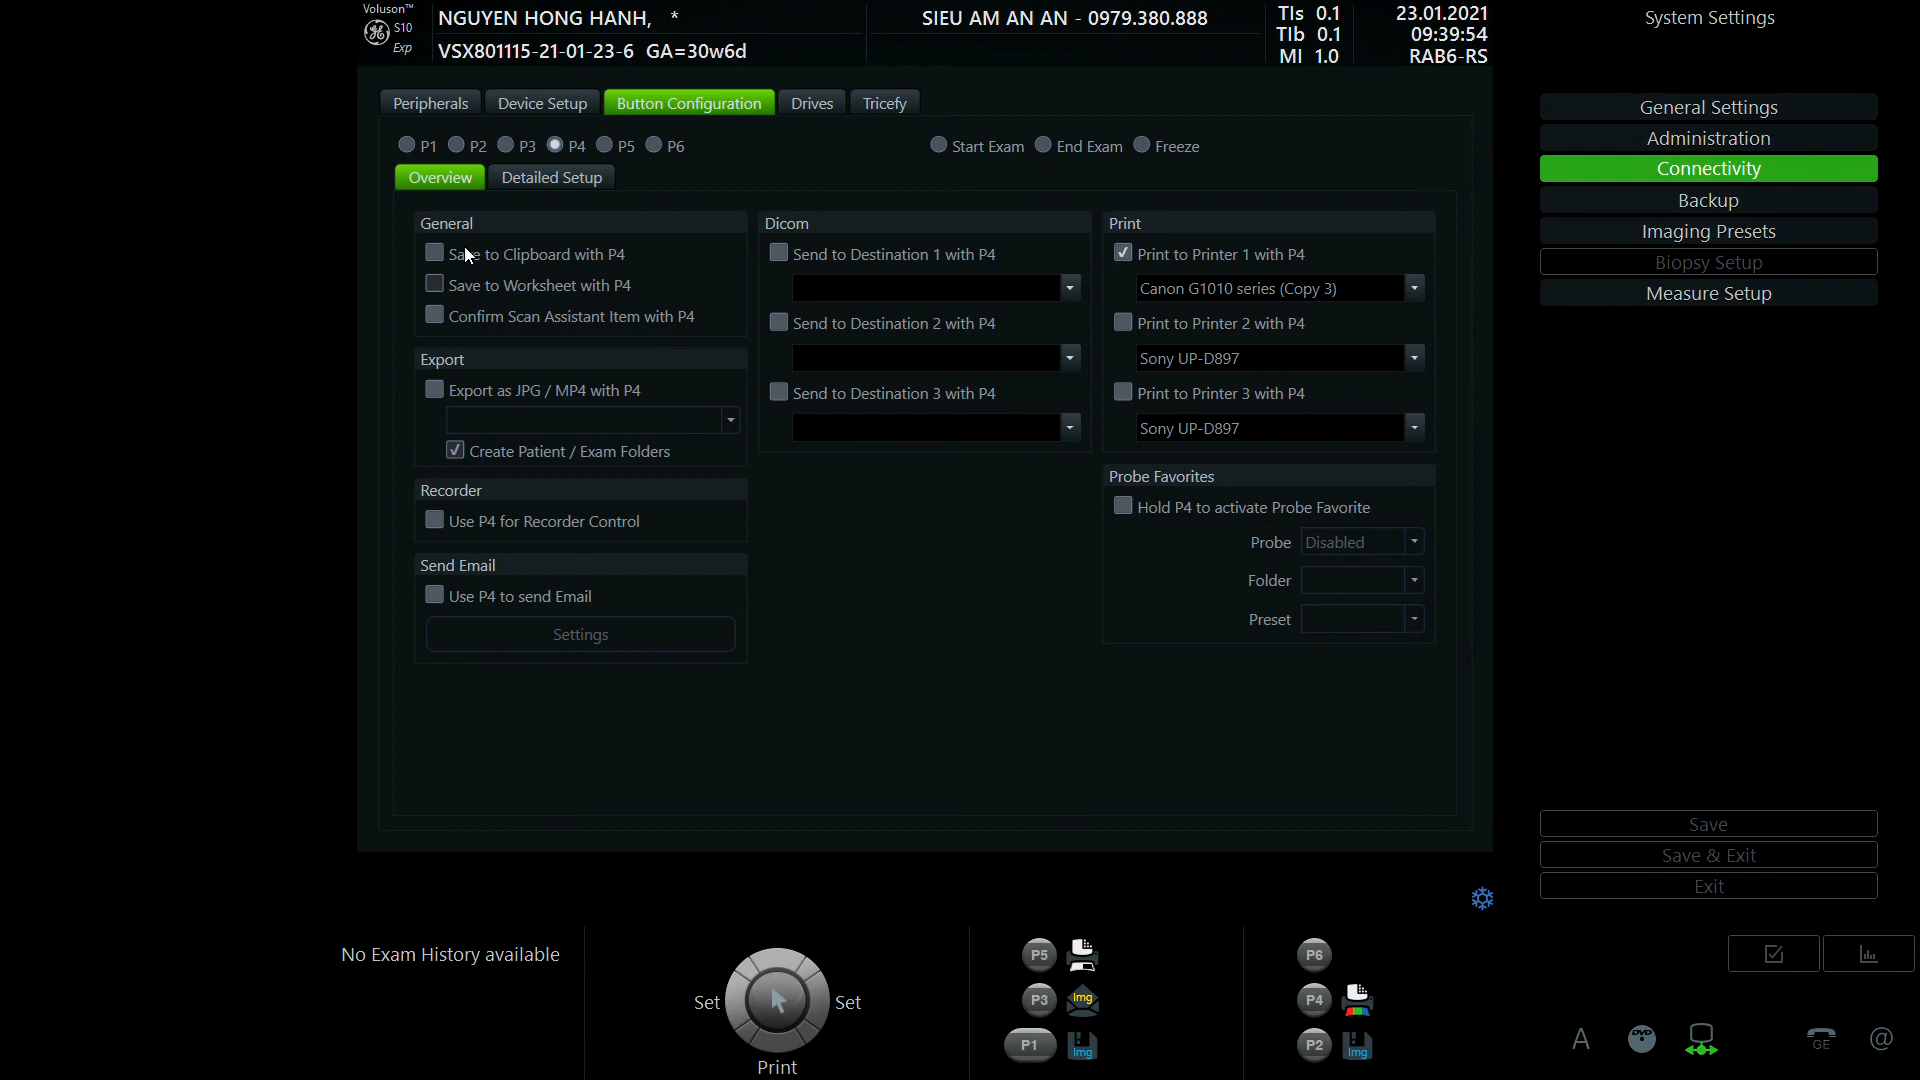 Voluson™
S10
Exp
NGUYEN HONG HANH, *
VSX801115-21-01-23-6 GA=30w6d
SIEU AM AN AN - 0979.380.888
TIs 0.1
TIb 0.1
MI 1.0
23.01.2021
09:39:54
RAB6-RS
System Settings
Peripherals
Device Setup
Button Configuration
Drives
Tricefy
General Settings
Administration
Connectivity
Backup
Imaging Presets
Biopsy Setup
Measure Setup
P1 P2 P3 P4 P5 P6
Start Exam End Exam Freeze
Overview
Detailed Setup
General
Save to Clipboard with P4
Save to Worksheet with P4
Confirm Scan Assistant Item with P4
Export
Export as JPG / MP4 with P4
Create Patient / Exam Folders
Recorder
Use P4 for Recorder Control
Send Email
Use P4 to send Email
Settings
Dicom
Send to Destination 1 with P4
Send to Destination 2 with P4
Send to Destination 3 with P4
Print
Print to Printer 1 with P4
Canon G1010 series (Copy 3)
Print to Printer 2 with P4
Sony UP-D897
Print to Printer 3 with P4
Sony UP-D897
Probe Favorites
Hold P4 to activate Probe Favorite
Probe Disabled
Folder
Preset
Save
Save & Exit
Exit
No Exam History available
Set
Set
Print
P5
P3 Img
P1 Img
P6
P4
P2 Img
A
DVD
GE
@